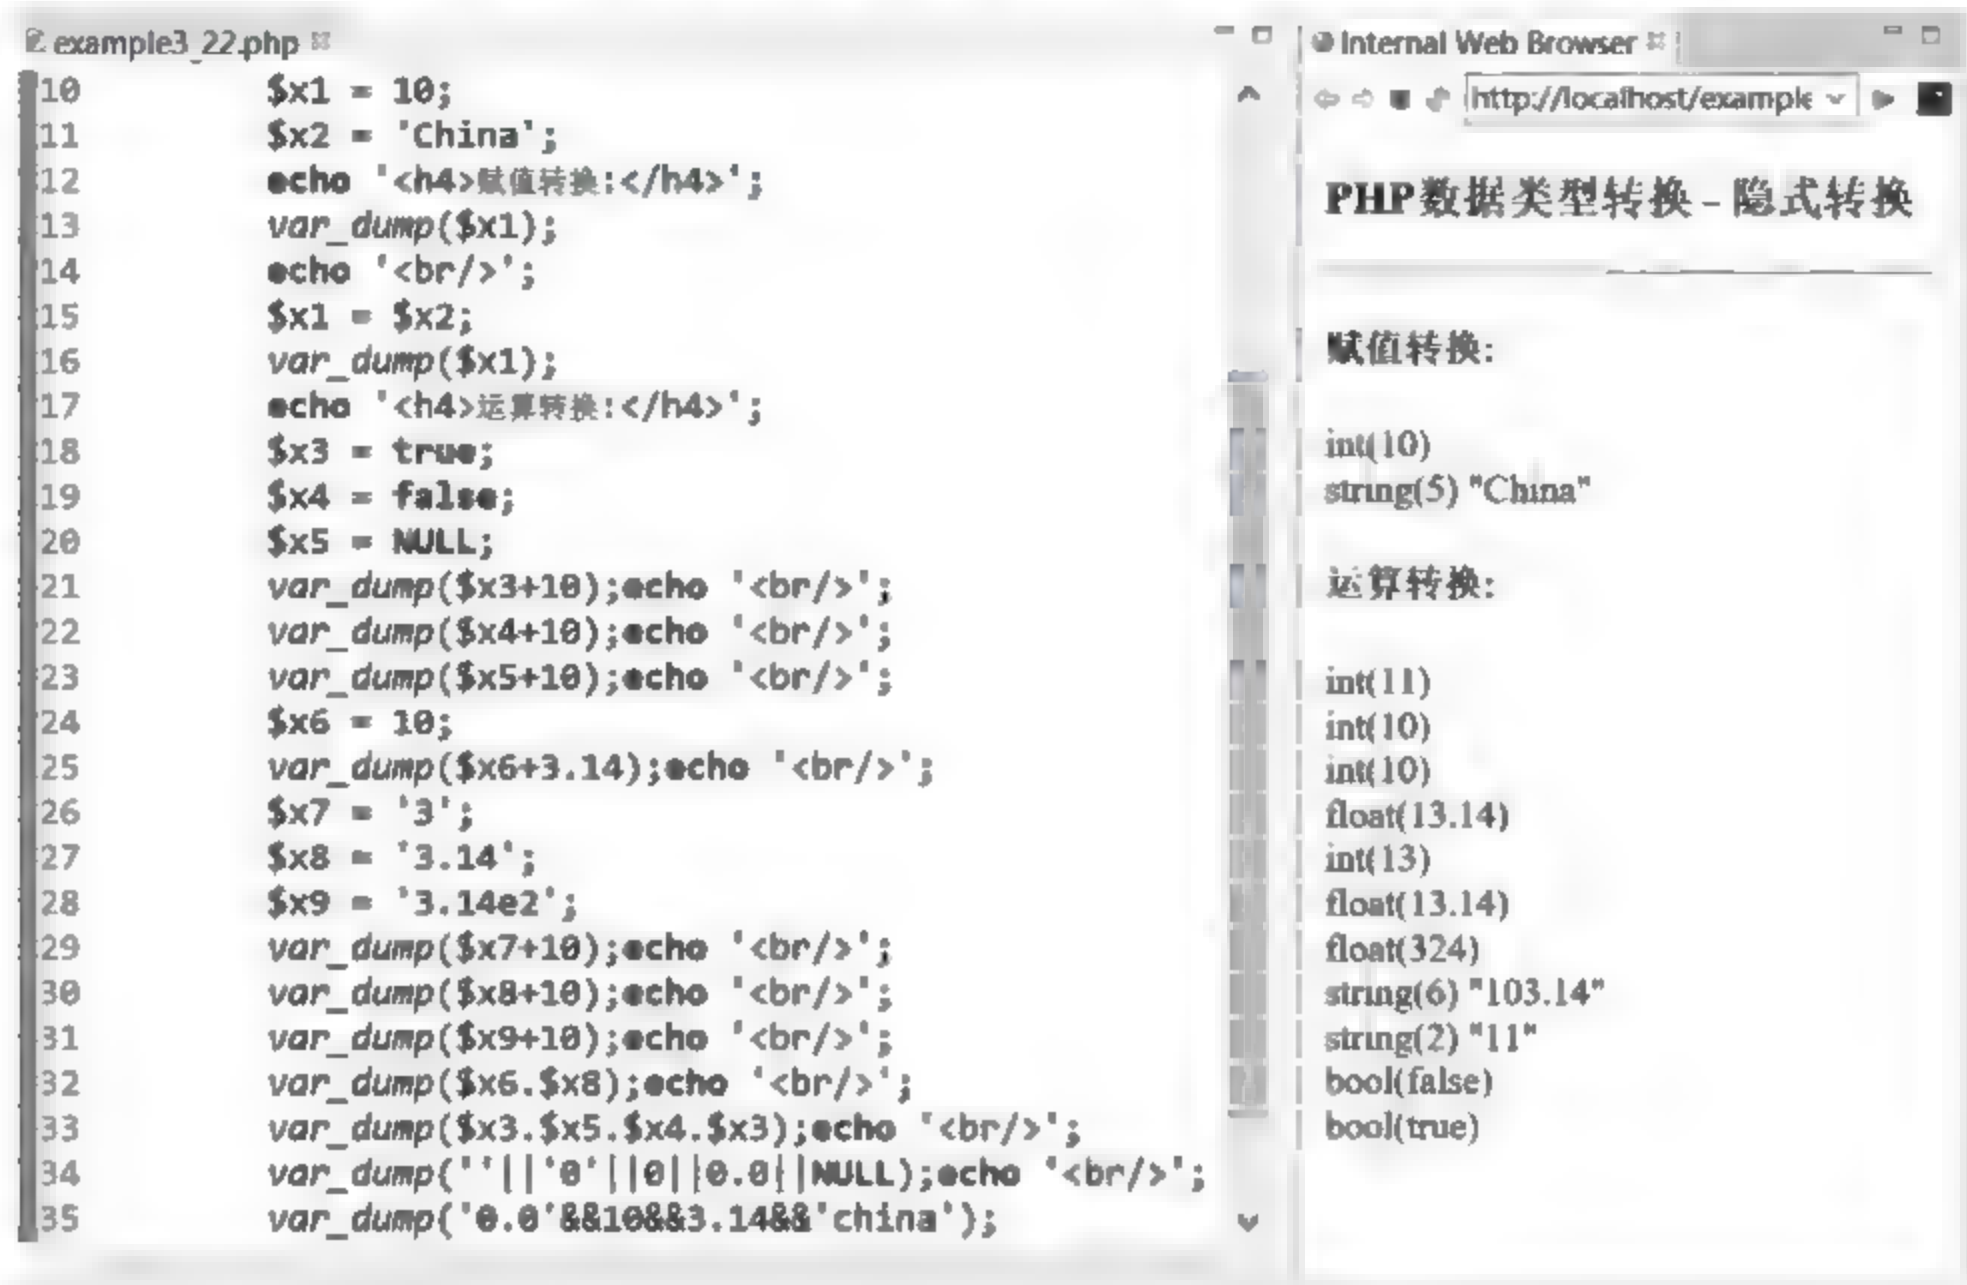 example3_22.php
10 $x1 = 10;
11 $x2 = 'China';
12 echo '<h4>赋值转换:</h4>';
13 var_dump($x1);
14 echo '<br/>';
15 $x1 = $x2;
16 var_dump($x1);
17 echo '<h4>运算转换:</h4>';
18 $x3 = true;
19 $x4 = false;
20 $x5 = NULL;
21 var_dump($x3+10);echo '<br/>';
22 var_dump($x4+10);echo '<br/>';
23 var_dump($x5+10);echo '<br/>';
24 $x6 = 10;
25 var_dump($x6+3.14);echo '<br/>';
26 $x7 = '3';
27 $x8 = '3.14';
28 $x9 = '3.14e2';
29 var_dump($x7+10);echo '<br/>';
30 var_dump($x8+10);echo '<br/>';
31 var_dump($x9+10);echo '<br/>';
32 var_dump($x6.$x8);echo '<br/>';
33 var_dump($x3.$x5.$x4.$x3);echo '<br/>';
34 var_dump(''||'0'||0||0.0||NULL);echo '<br/>';
35 var_dump('0.0'&&10&&3.14&&'china');
Internal Web Browser
http://localhost/example
PHP数据类型转换 - 隐式转换
赋值转换:
int(10)
string(5) "China"
运算转换:
int(11)
int(10)
int(10)
float(13.14)
int(13)
float(13.14)
float(324)
string(6) "103.14"
string(2) "11"
bool(false)
bool(true)